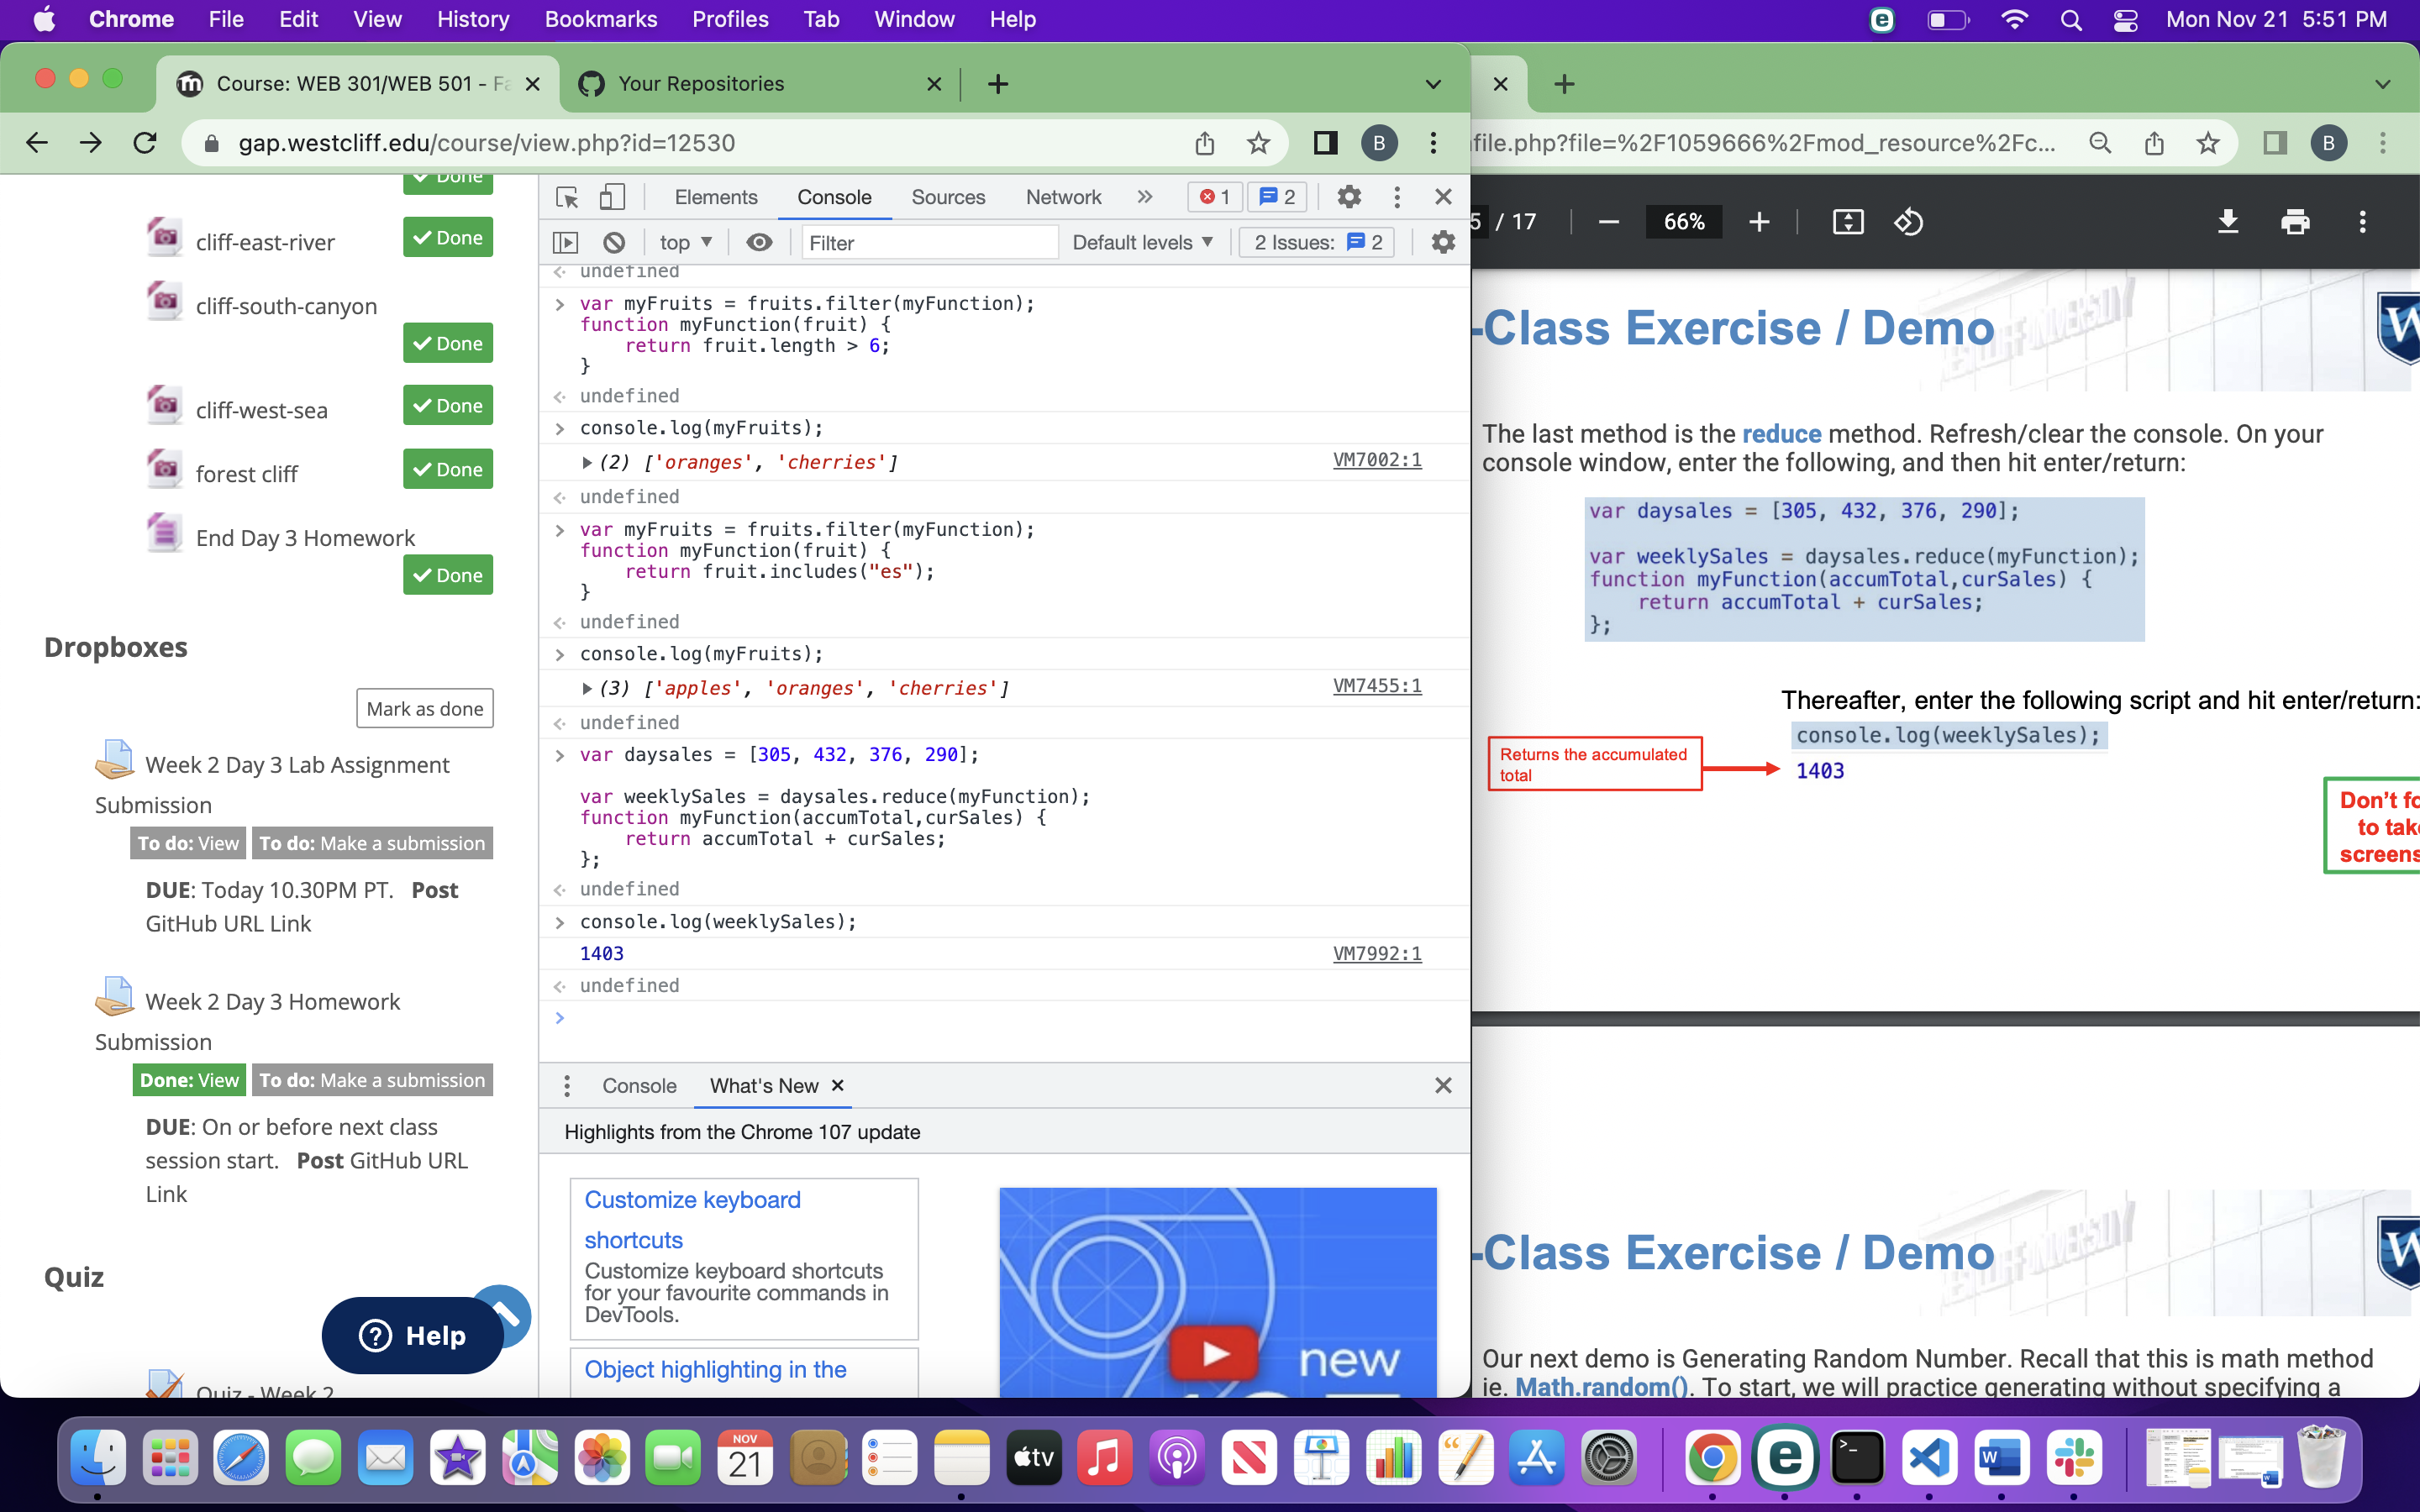 Chrome File Edit View History Bookmarks Profiles Tab Window Help
Mon Nov 21 5:51 PM
Course: WEB 301/WEB 501 - Fa
Your Repositories
gap.westcliff.edu/course/view.php?id=12530
B
file.php?file=%2F1059666%2Fmod_resource%2Fc...
B
Done
cliff-east-river
Done
cliff-south-canyon
Done
cliff-west-sea
Done
forest cliff
Done
End Day 3 Homework
Done
Dropboxes
Mark as done
Week 2 Day 3 Lab Assignment
Submission
To do: View To do: Make a submission
DUE: Today 10.30PM PT. Post
GitHub URL Link
Week 2 Day 3 Homework
Submission
Done: View To do: Make a submission
DUE: On or before next class
session start. Post GitHub URL
Link
Quiz
Help
Quiz - Week 2
Elements Console Sources Network 1 2
top Filter Default levels 2 Issues: 2
undefined
var myFruits = fruits.filter(myFunction);
function myFunction(fruit) {
return fruit.length > 6;
}
undefined
console.log(myFruits);
(2) ['oranges', 'cherries'] VM7002:1
undefined
var myFruits = fruits.filter(myFunction);
function myFunction(fruit) {
return fruit.includes("es");
}
undefined
console.log(myFruits);
(3) ['apples', 'oranges', 'cherries'] VM7455:1
undefined
var daysales = [305, 432, 376, 290];
var weeklySales = daysales.reduce(myFunction);
function myFunction(accumTotal,curSales) {
return accumTotal + curSales;
};
undefined
console.log(weeklySales);
1403 VM7992:1
undefined
Console What's New
Highlights from the Chrome 107 update
Customize keyboard
shortcuts
Customize keyboard shortcuts
for your favourite commands in
DevTools.
Object highlighting in the
new
5 / 17 66%
-Class Exercise / Demo
The last method is the reduce method. Refresh/clear the console. On your
console window, enter the following, and then hit enter/return:
var daysales = [305, 432, 376, 290];
var weeklySales = daysales.reduce(myFunction);
function myFunction(accumTotal,curSales) {
return accumTotal + curSales;
};
Thereafter, enter the following script and hit enter/return:
console.log(weeklySales);
Returns the accumulated
total
1403
Don't fo
to tak
screens
-Class Exercise / Demo
Our next demo is Generating Random Number. Recall that this is math method
ie. Math.random(). To start, we will practice generating without specifying a
NOV
21
tv